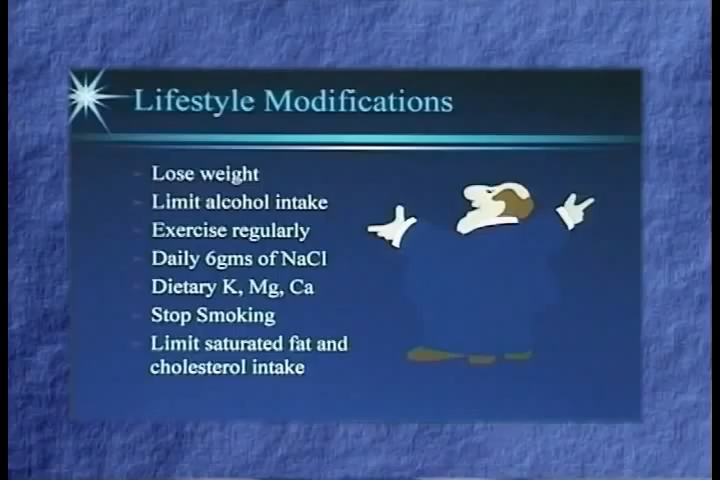 Lifestyle Modifications
Lose weight
Limit alcohol intake
Exercise regularly
Daily 6gms of NaCl
Dietary K, Mg, Ca
Stop Smoking
Limit saturated fat and
cholesterol intake